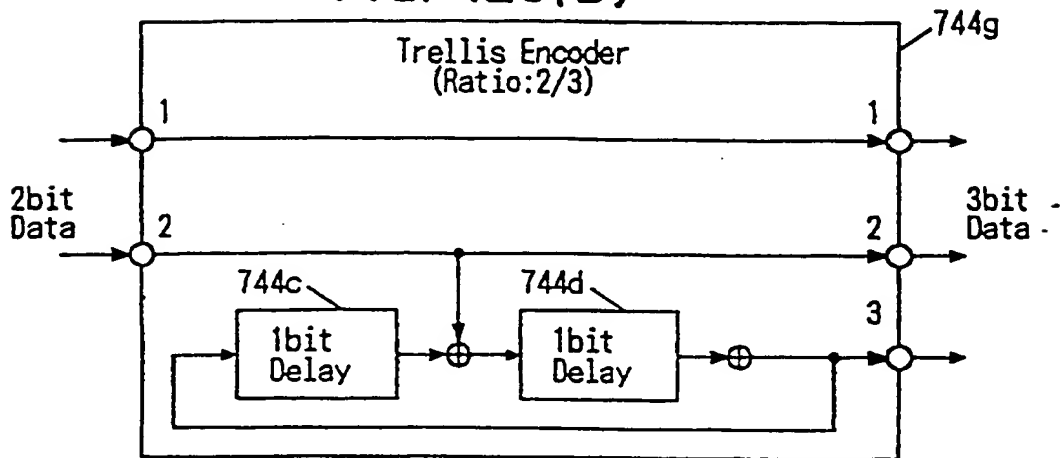 744g
Trellis Encoder
(Ratio:2/3)
1
1
2bit
Data
2
2
3bit
Data
744c
744d
3
1bit
Delay
1bit
Delay